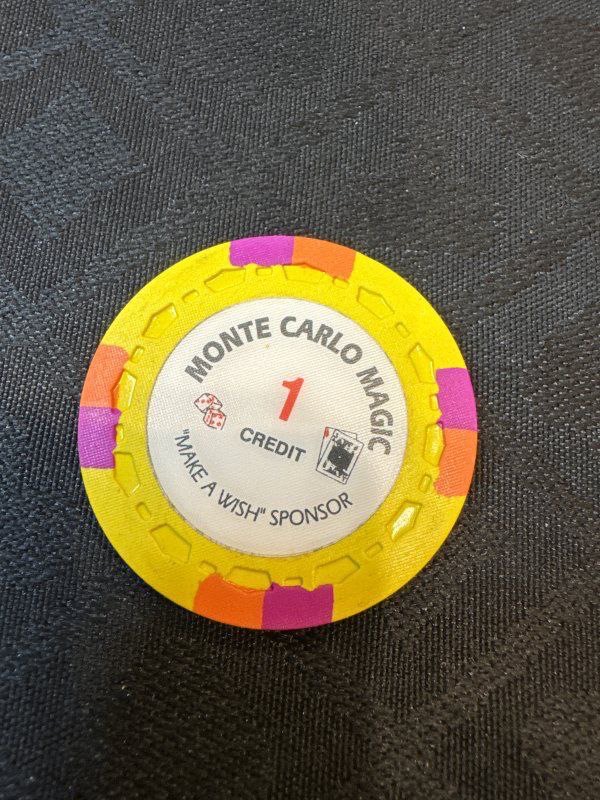 MONTE CARLO MAGIC
1
CREDIT
"MAKE A WISH" SPONSOR